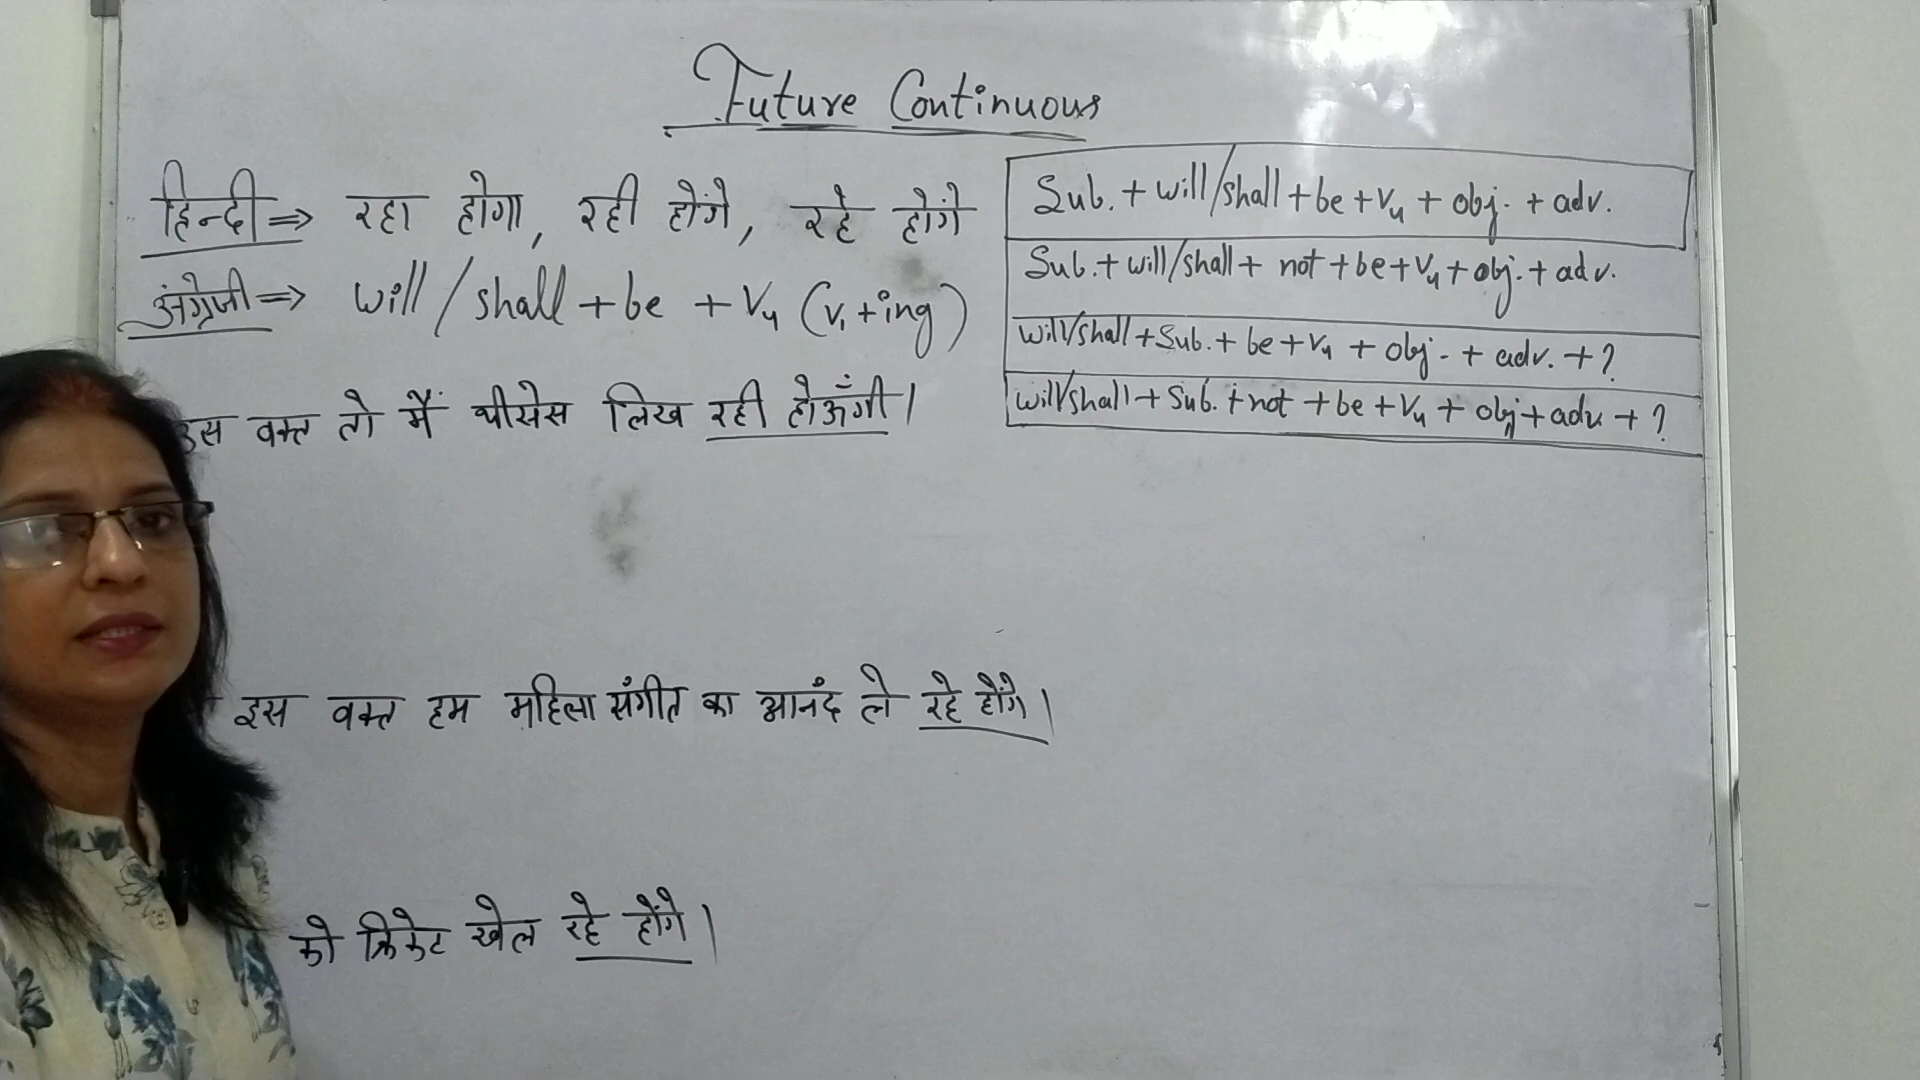 Future Continuous
हिन्दी ⇒ रहा होगा, रही होंगे, रहे होंगे
अंग्रेजी ⇒ will/shall + be + V₄ (V₁+ing)
Sub. + will/shall + be + V₄ + obj. + adv.
Sub. + will/shall + not + be + V₄ + obj. + adv.
will/shall + Sub. + be + V₄ + obj. + adv. + ?
will/shall + Sub. + not + be + V₄ + obj + adv. + ?
उस वक्त तो मैं थीसेस लिख रही होऊँगी।
इस वक्त हम महिला संगीत का आनंद ले रहे होंगे।
को क्रिकेट खेल रहे होंगे।